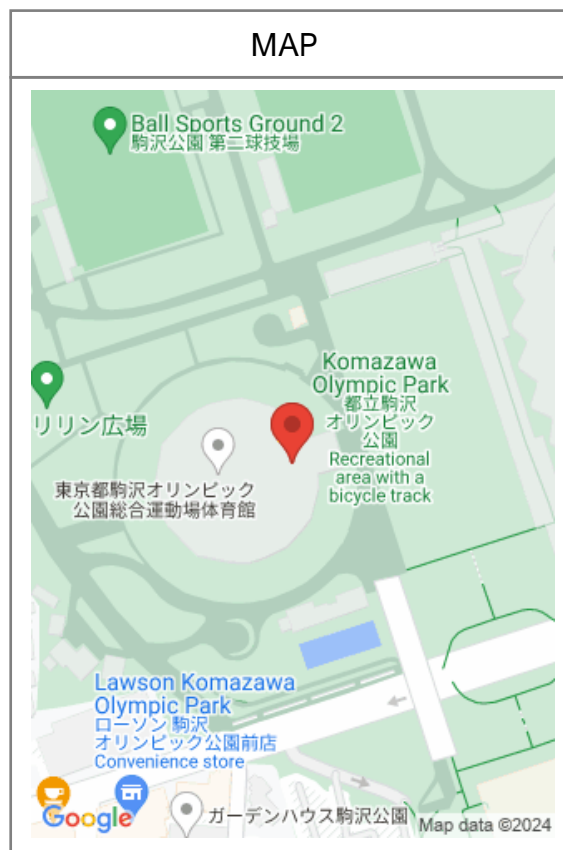 MAP
Ball Sports Ground 2
駒沢公園 第二球技場
Komazawa
Olympic Park
都立駒沢
オリンピック
公園
Recreational
area with a
bicycle track
リリン広場
東京都駒沢オリンピック
公園総合運動場体育館
Lawson Komazawa
Olympic Park
ローソン 駒沢
オリンピック公園前店
Convenience store
ガーデンハウス駒沢公園
Google
Map data ©2024